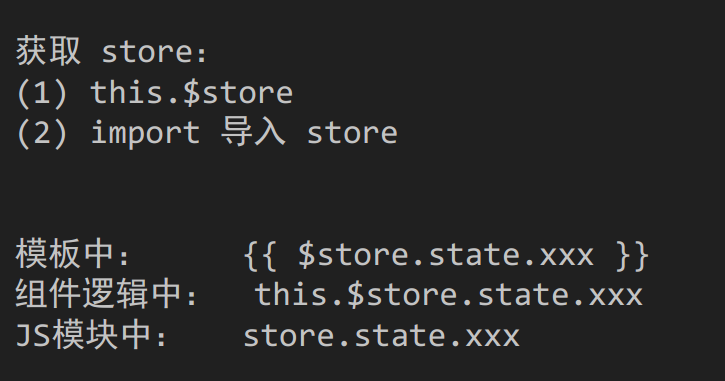 获取 store：
(1) this.$store
(2) import 导入 store
模板中： {{ $store.state.xxx }}
组件逻辑中： this.$store.state.xxx
JS模块中： store.state.xxx